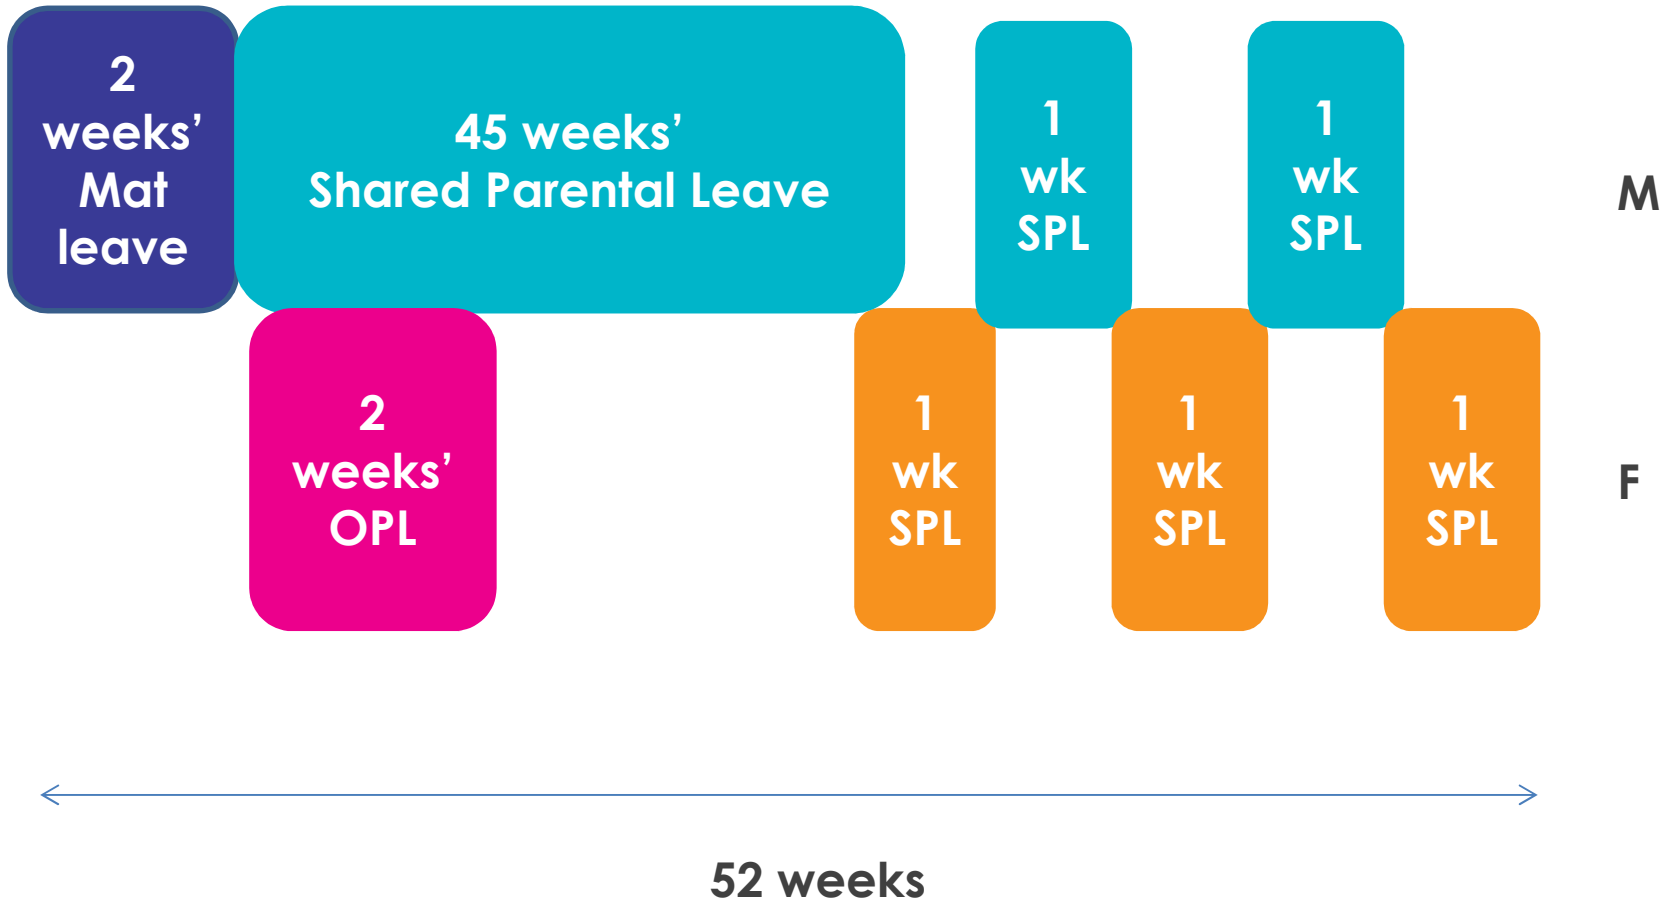 2
weeks’
Mat
leave
45 weeks’
Shared Parental Leave
1
wk
SPL
1
wk
SPL
M
2
weeks’
OPL
1
wk
SPL
1
wk
SPL
1
wk
SPL
F
52 weeks